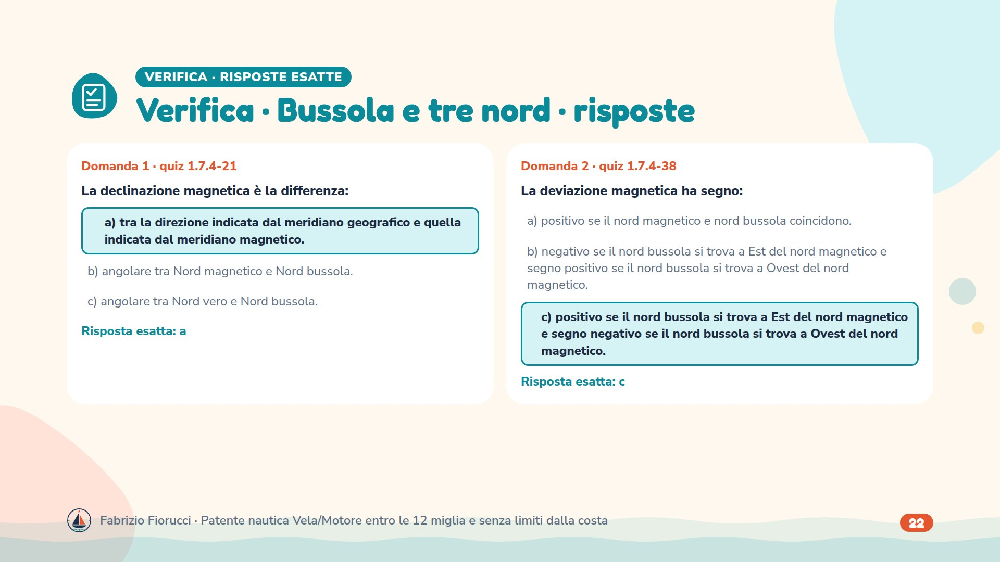 VERIFICA · RISPOSTE ESATTE
Verifica · Bussola e tre nord · risposte
Domanda 1 · quiz 1.7.4-21
La declinazione magnetica è la differenza:
a) tra la direzione indicata dal meridiano geografico e quella
indicata dal meridiano magnetico.
b) angolare tra Nord magnetico e Nord bussola.
c) angolare tra Nord vero e Nord bussola.
Risposta esatta: a
Domanda 2 · quiz 1.7.4-38
La deviazione magnetica ha segno:
a) positivo se il nord magnetico e nord bussola coincidono.
b) negativo se il nord bussola si trova a Est del nord magnetico e
segno positivo se il nord bussola si trova a Ovest del nord
magnetico.
c) positivo se il nord bussola si trova a Est del nord magnetico
e segno negativo se il nord bussola si trova a Ovest del nord
magnetico.
Risposta esatta: c
Fabrizio Fiorucci · Patente nautica Vela/Motore entro le 12 miglia e senza limiti dalla costa
22